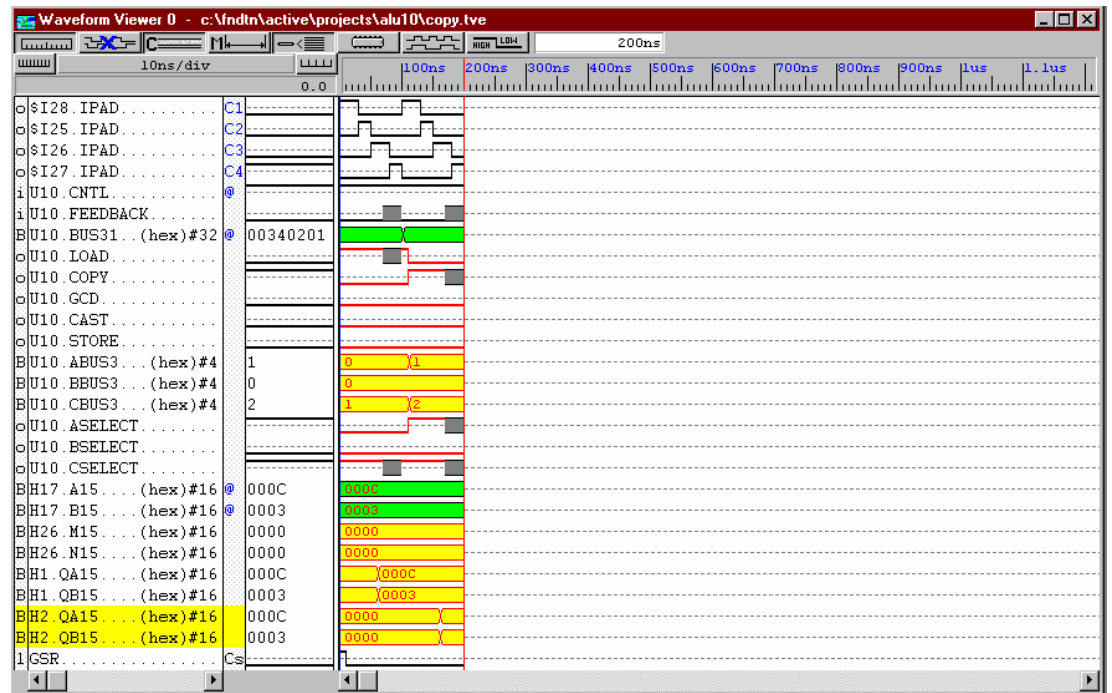 Waveform Viewer 0 - c:\fndtn\active\projects\alu10\copy.tve
C M HIGH LOW 200ns
10ns/div
0.0 100ns 200ns 300ns 400ns 500ns 600ns 700ns 800ns 900ns 1us 1.1us
o $I28.IPAD.......... C1
o $I25.IPAD.......... C2
o $I26.IPAD.......... C3
o $I27.IPAD.......... C4
i U10.CNTL........... @
i U10.FEEDBACK.......
B U10.BUS31..(hex)#32 @ 00340201
o U10.LOAD...........
o U10.COPY...........
o U10.GCD............
o U10.CAST...........
o U10.STORE..........
B U10.ABUS3...(hex)#4 1 0 1
B U10.BBUS3...(hex)#4 0 0
B U10.CBUS3...(hex)#4 2 1 2
o U10.ASELECT........
o U10.BSELECT........
o U10.CSELECT........
B H17.A15....(hex)#16 @ 000C 000C
B H17.B15....(hex)#16 @ 0003 0003
B H26.M15....(hex)#16 0000 0000
B H26.N15....(hex)#16 0000 0000
B H1.QA15....(hex)#16 000C 000C
B H1.QB15....(hex)#16 0003 0003
B H2.QA15....(hex)#16 000C 0000
B H2.QB15....(hex)#16 0003 0000
l GSR................ Cs